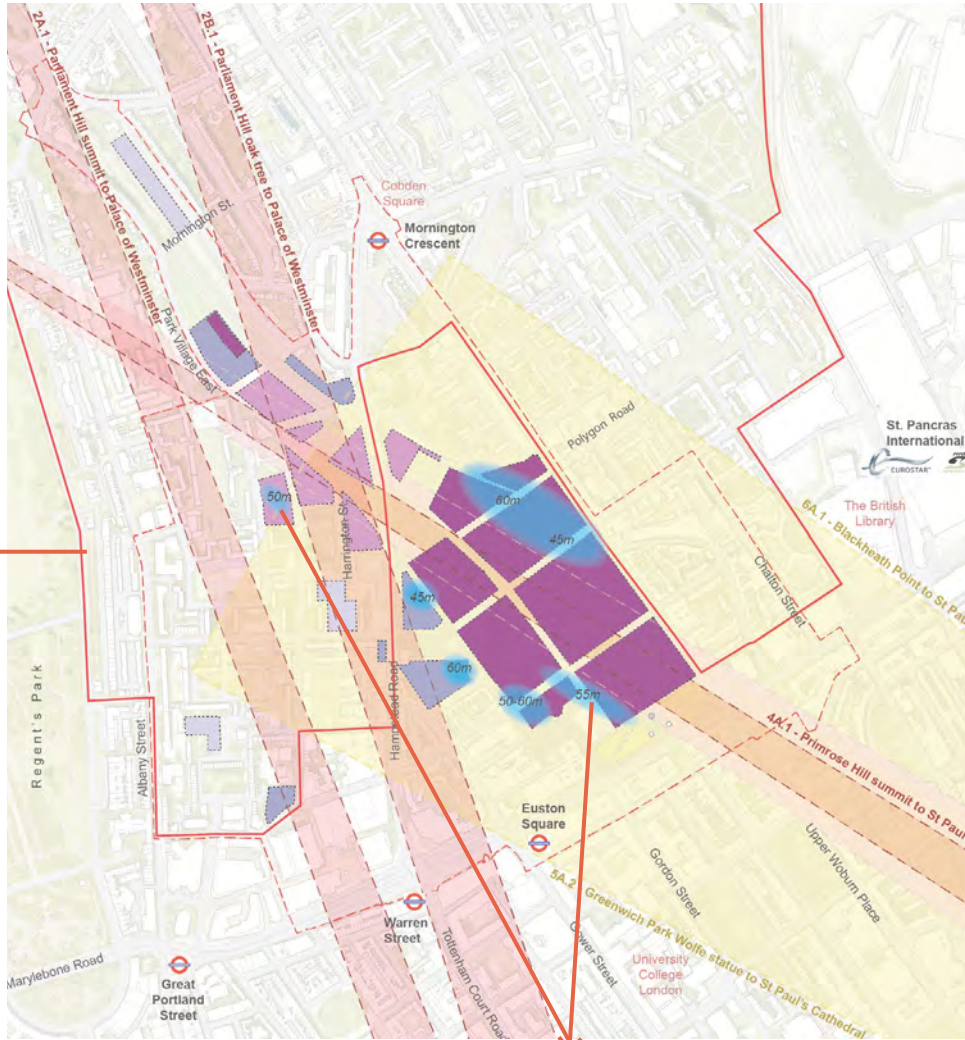 2A.1 - Parliament Hill summit to Palace of Westminster
2B.1 - Parliament Hill oak tree to Palace of Westminster
Cobden
Square
Mornington
Crescent
Mornington St.
Park Village East
Polygon Road
St. Pancras
International
EUROSTAR
The British
Library
6A.1 - Blackheath Point to St Paul
50m
60m
45m
Harrington St.
45m
Chalton Street
60m
50-60m
55m
Hampstead Road
Regent's Park
Albany Street
4A.1 - Primrose Hill summit to St Paul
Euston
Square
Upper Woburn Place
Gordon Street
5A.2 - Greenwich Park Wolfe statue to St Paul's Cathedral
Warren
Street
Gower Street
Tottenham Court Road
University
College
London
Marylebone Road
Great
Portland
Street